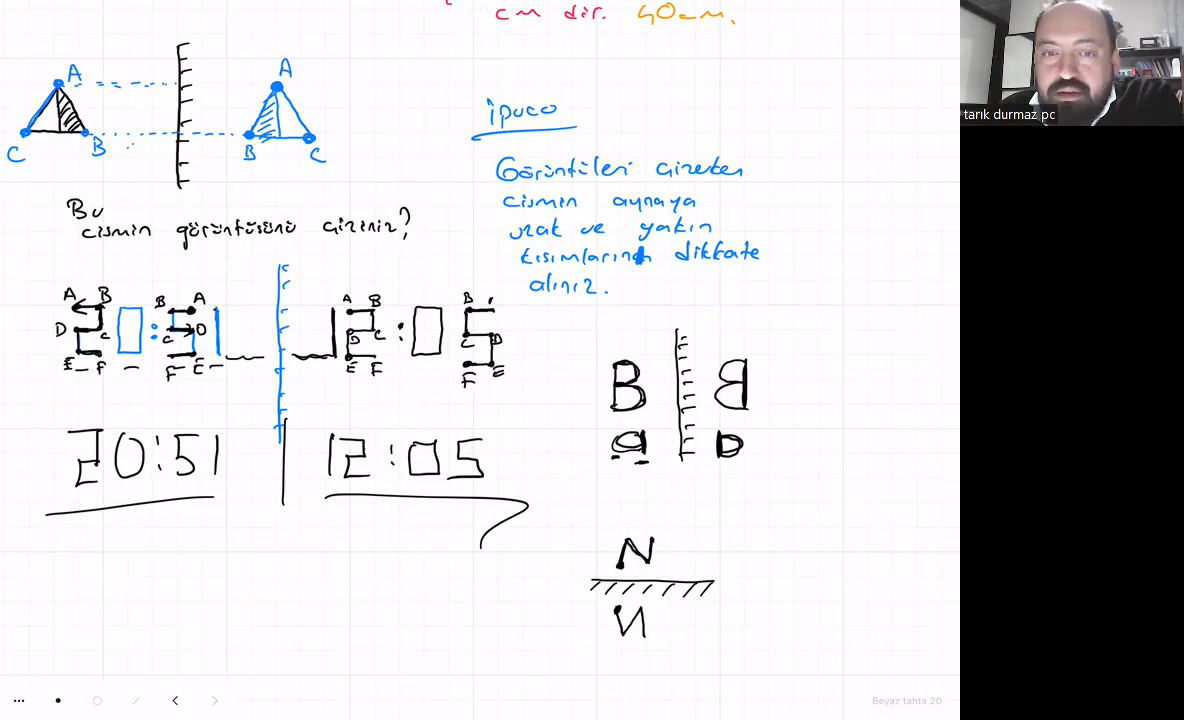 cm dir. 40cm.
tarık durmaz pc
A
A
C
B
B
C
İpucu
Görüntüleri çizerken
cismin aynaya
uzak ve yakın
kısımlarını dikkate
alınız.
Bu
cismin görüntüsünü çiziniz?
A B B A A B B
D C : C D D C : C D
E F F E E F F E
20:51 12:05
B B
a
N
N
Beyaz tahta 20